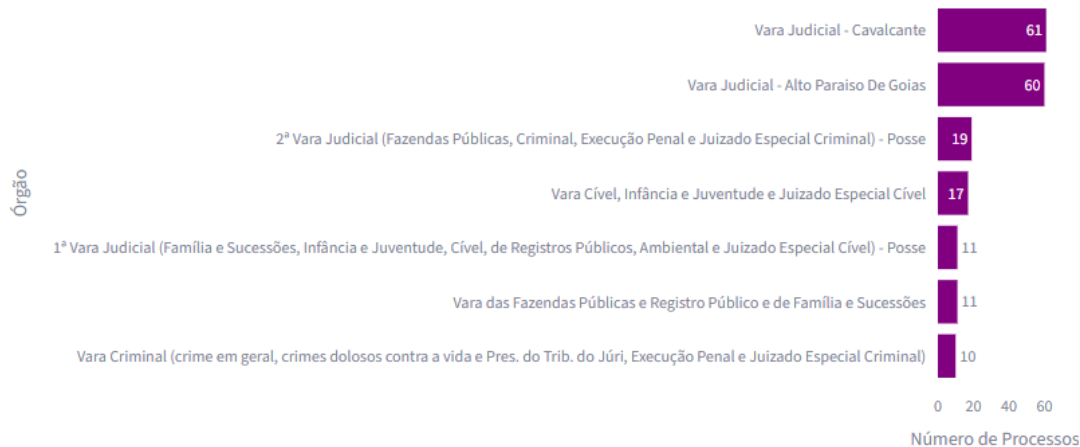 Vara Judicial - Cavalcante 61
Vara Judicial - Alto Paraiso De Goias 60
2ª Vara Judicial (Fazendas Públicas, Criminal, Execução Penal e Juizado Especial Criminal) - Posse 19
Vara Cível, Infância e Juventude e Juizado Especial Cível 17
Órgão
1ª Vara Judicial (Família e Sucessões, Infância e Juventude, Cível, de Registros Públicos, Ambiental e Juizado Especial Cível) - Posse 11
Vara das Fazendas Públicas e Registro Público e de Família e Sucessões 11
Vara Criminal (crime em geral, crimes dolosos contra a vida e Pres. do Trib. do Júri, Execução Penal e Juizado Especial Criminal) 10
0 20 40 60
Número de Processos